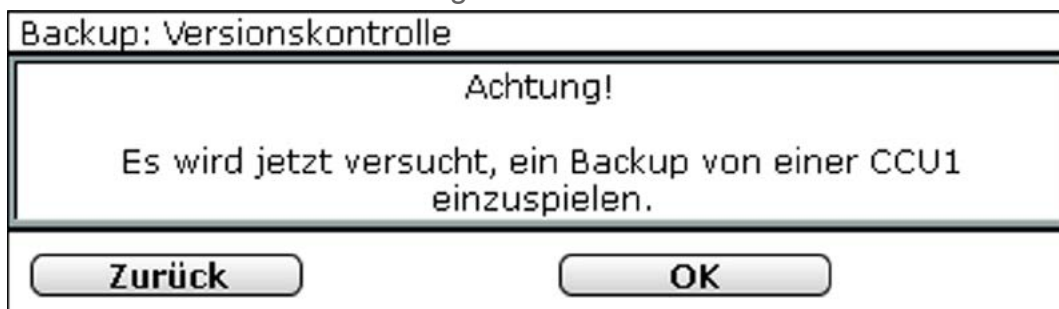 Backup: Versionskontrolle
Achtung!
Es wird jetzt versucht, ein Backup von einer CCU1
einzuspielen.
Zurück
OK